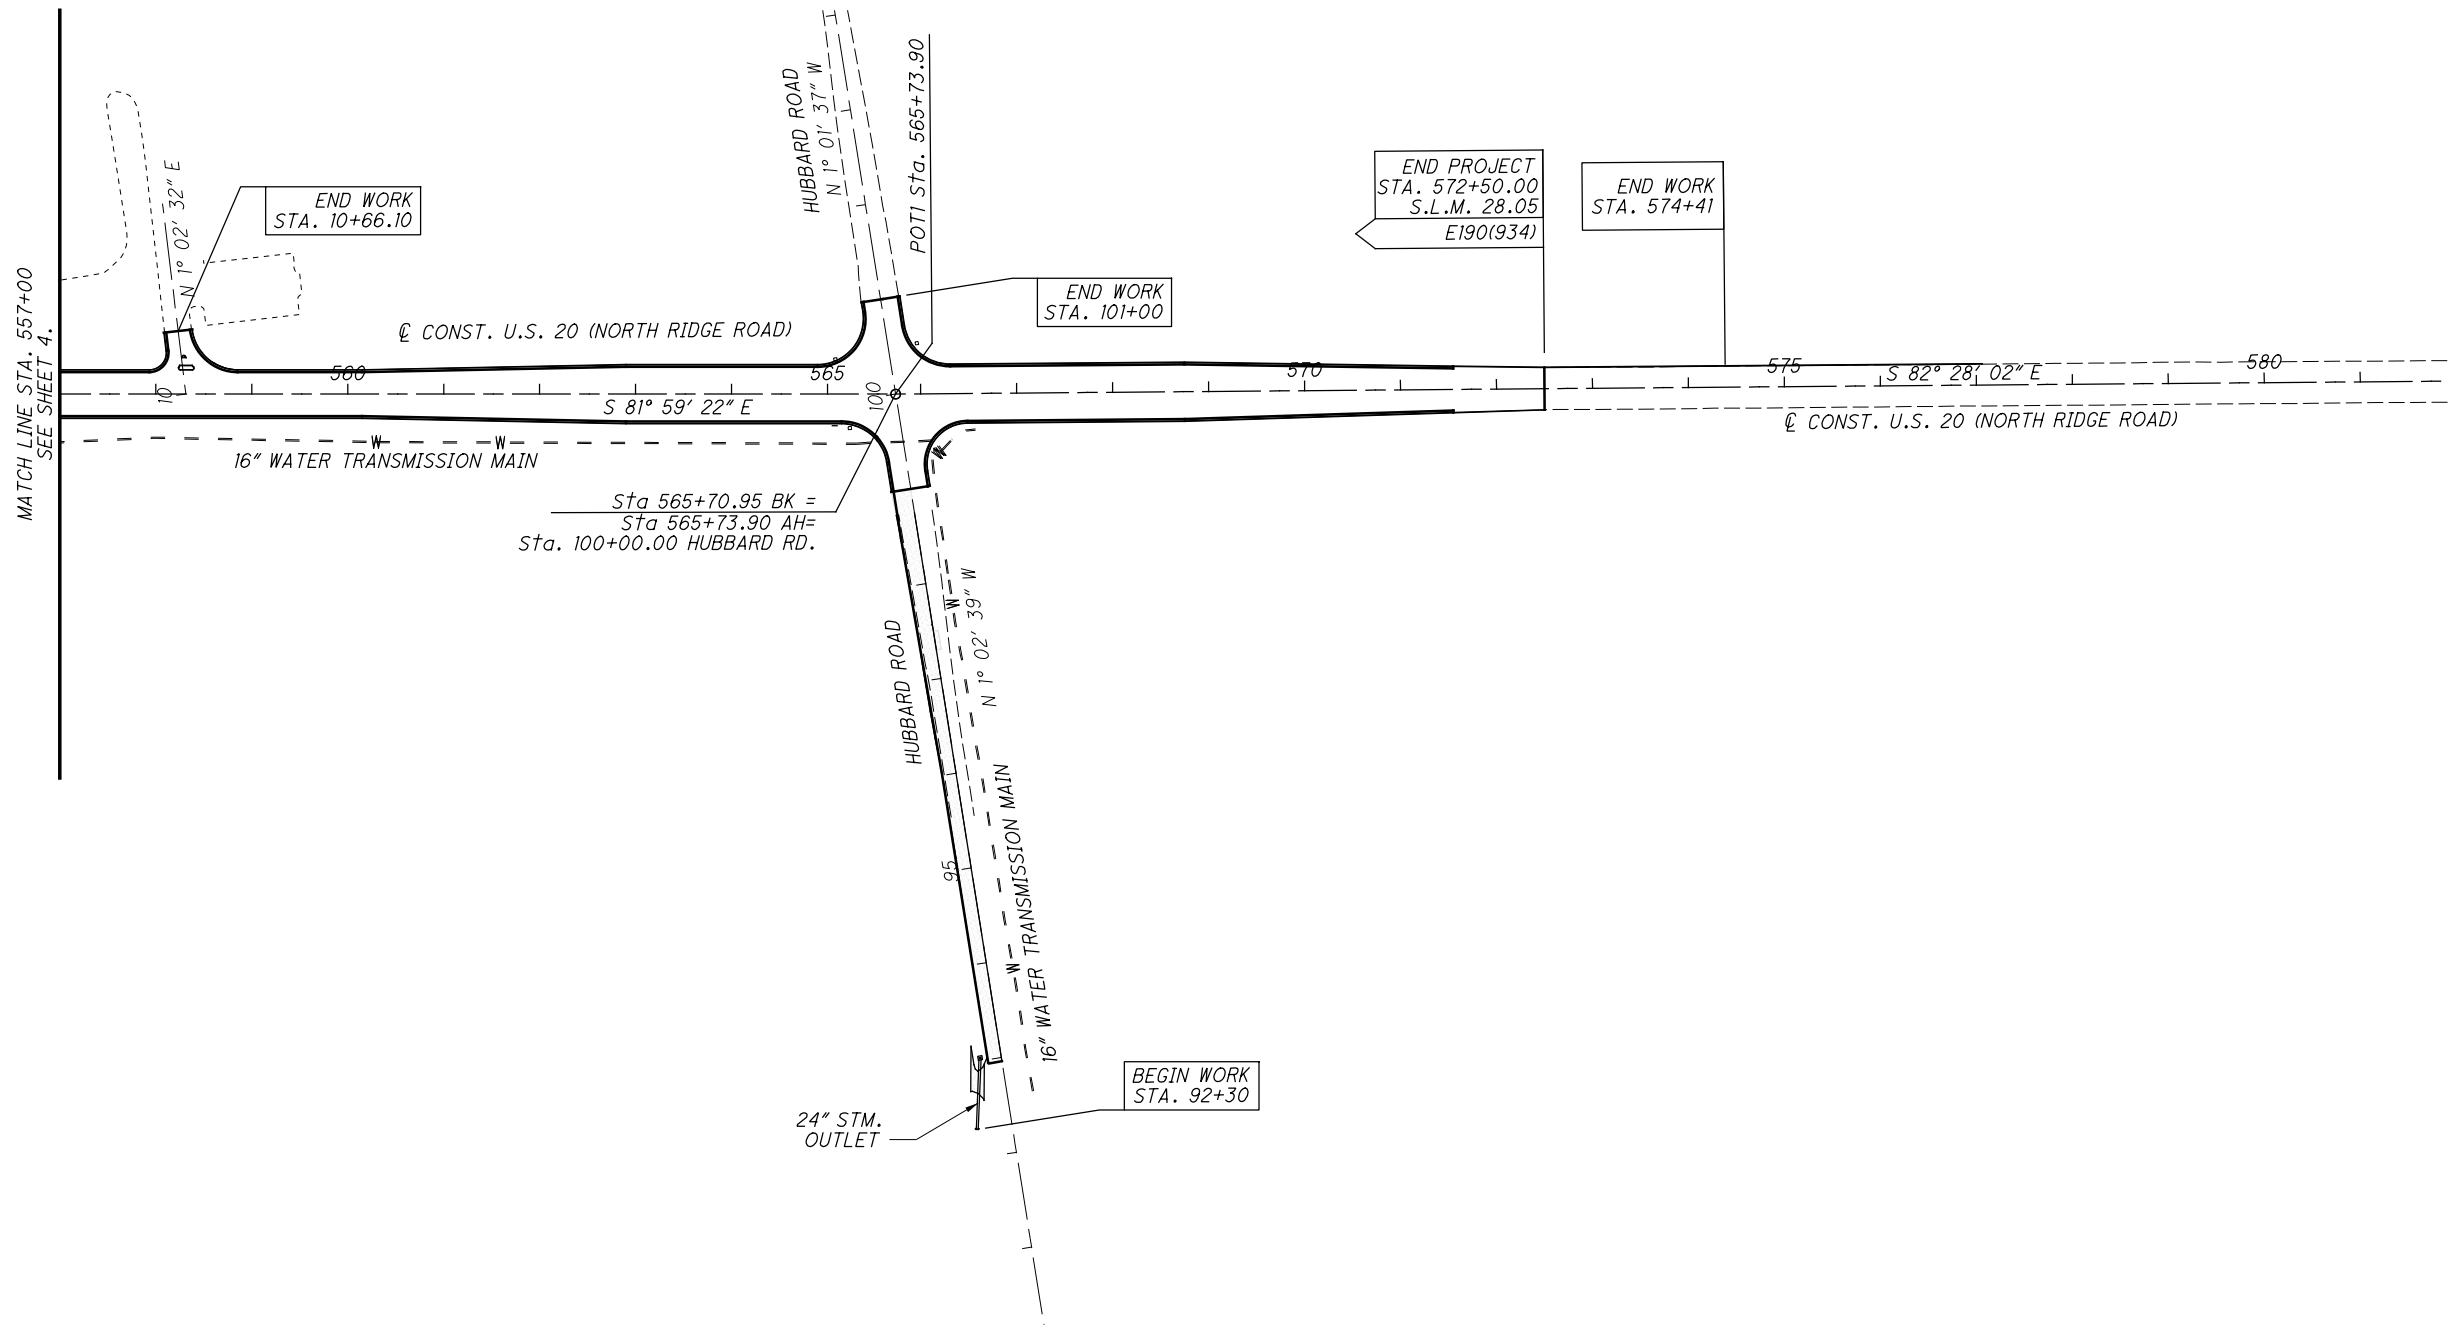 MATCH LINE STA. 557+00
SEE SHEET 4.
N 1° 02' 32" E
END WORK
STA. 10+66.10
10
℄ CONST. U.S. 20 (NORTH RIDGE ROAD)
560
565
S 81° 59' 22" E
W
W
16" WATER TRANSMISSION MAIN
HUBBARD ROAD
N 1° 01' 37" W
POT1 Sta. 565+73.90
END WORK
STA. 101+00
100
Sta 565+70.95 BK =
Sta 565+73.90 AH=
Sta. 100+00.00 HUBBARD RD.
END PROJECT
STA. 572+50.00
S.L.M. 28.05
E190(934)
END WORK
STA. 574+41
570
575
580
S 82° 28' 02" E
℄ CONST. U.S. 20 (NORTH RIDGE ROAD)
W
W
N 1° 02' 39" W
HUBBARD ROAD
95
16" WATER TRANSMISSION MAIN
W
BEGIN WORK
STA. 92+30
24" STM.
OUTLET